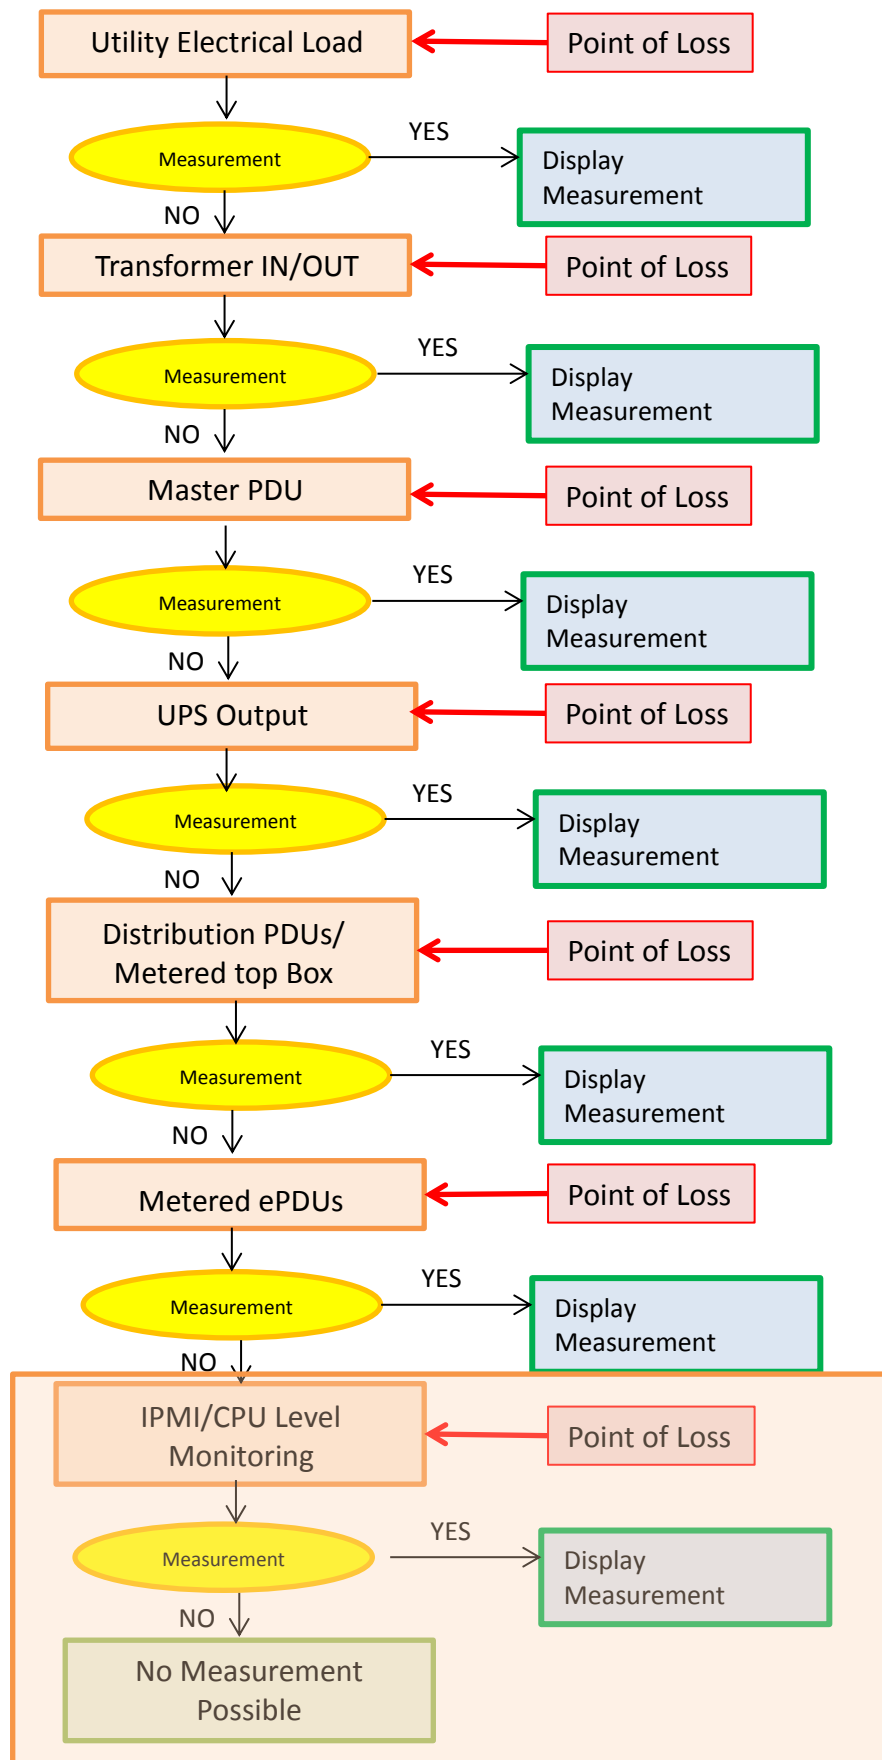 Utility Electrical Load
Point of Loss
Measurement
YES
Display
Measurement
NO
Transformer IN/OUT
Point of Loss
Measurement
YES
Display
Measurement
NO
Master PDU
Point of Loss
Measurement
YES
Display
Measurement
NO
UPS Output
Point of Loss
Measurement
YES
Display
Measurement
NO
Distribution PDUs/
Metered top Box
Point of Loss
Measurement
YES
Display
Measurement
NO
Metered ePDUs
Point of Loss
Measurement
YES
Display
Measurement
NO
IPMI/CPU Level
Monitoring
Point of Loss
Measurement
YES
Display
Measurement
NO
No Measurement
Possible